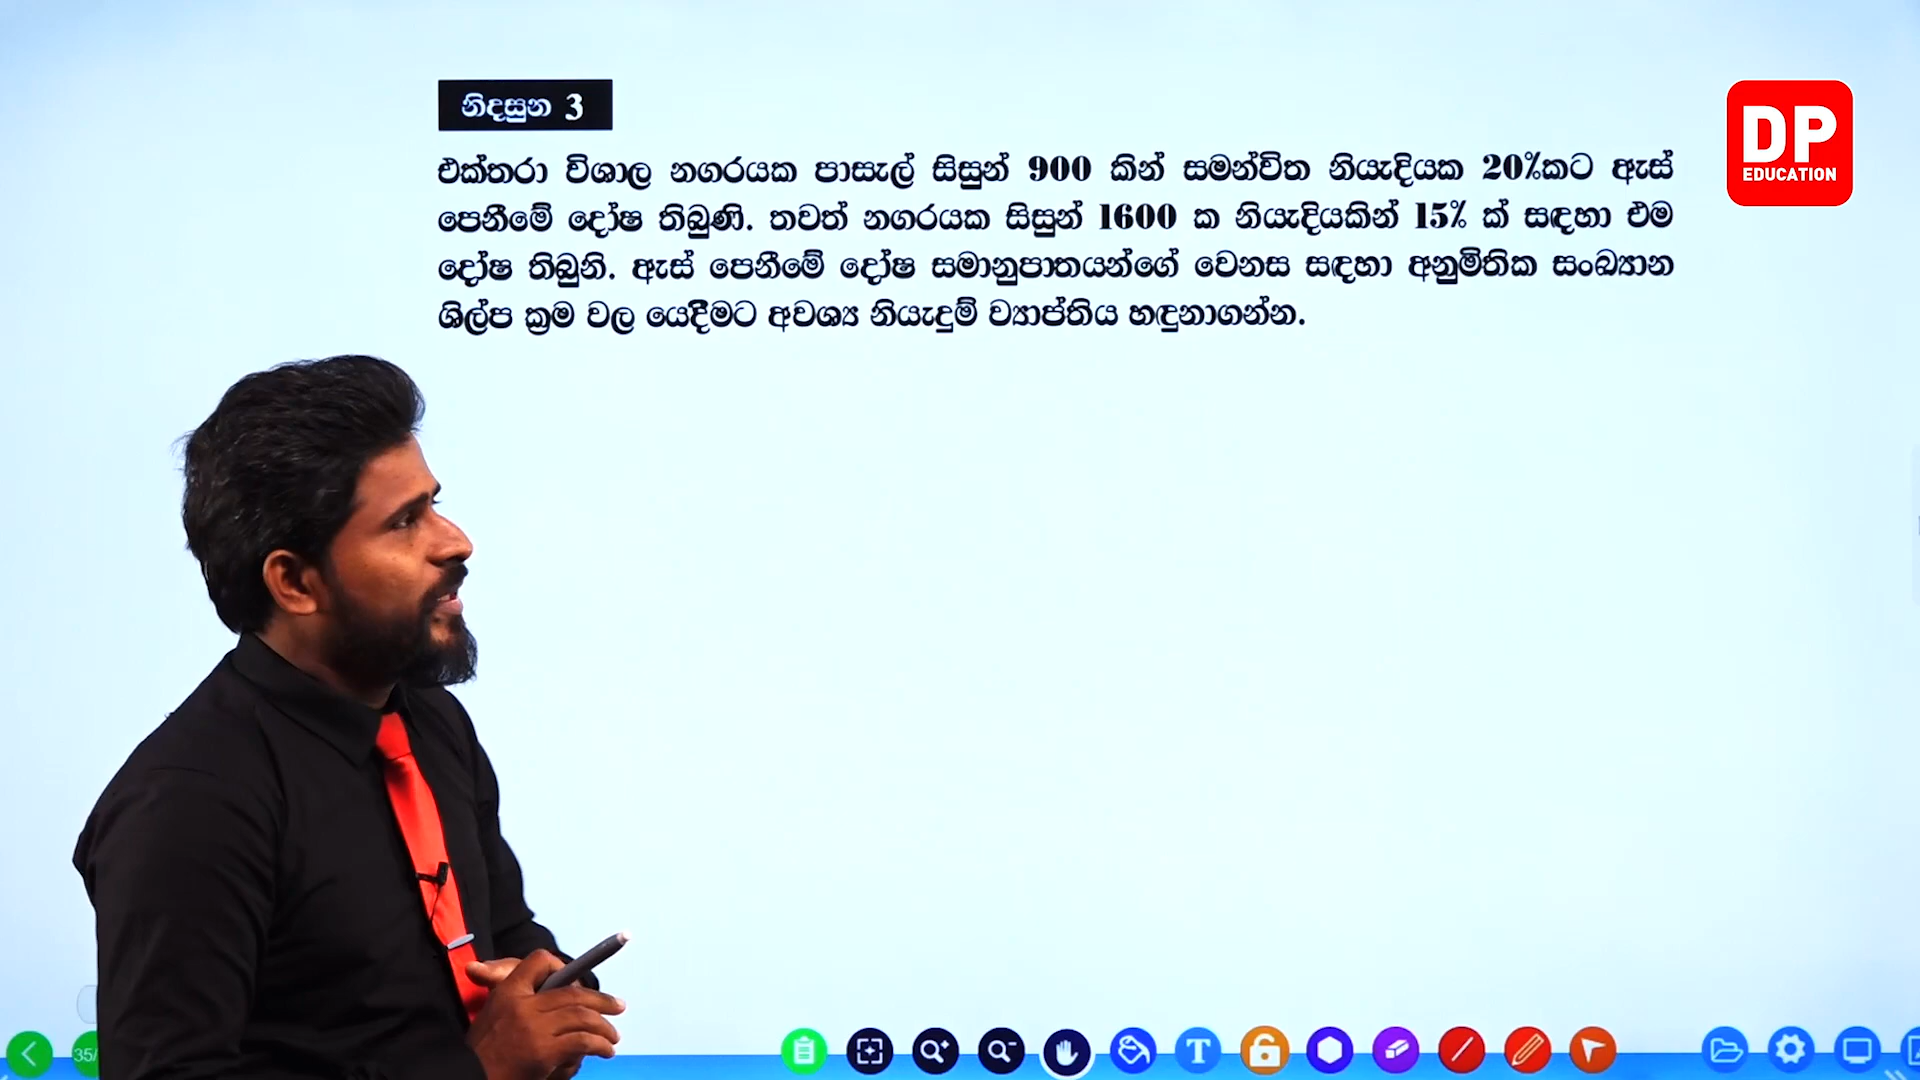 නිදසුන 3
එක්තරා විශාල නගරයක පාසැල් සිසුන් 900 කින් සමන්විත නියැදියක 20%කට ඇස්
පෙනීමේ දෝෂ තිබුණි. තවත් නගරයක සිසුන් 1600 ක නියැදියකින් 15% ක් සඳහා එම
දෝෂ තිබුනි. ඇස් පෙනීමේ දෝෂ සමානුපාතයන්ගේ වෙනස සඳහා අනුමිතික සංඛ්‍යාන
ශිල්ප ක්‍රම වල යෙදීමට අවශ්‍ය නියැදුම් ව්‍යාප්තිය හඳුනාගන්න.
DP
EDUCATION
35/
T